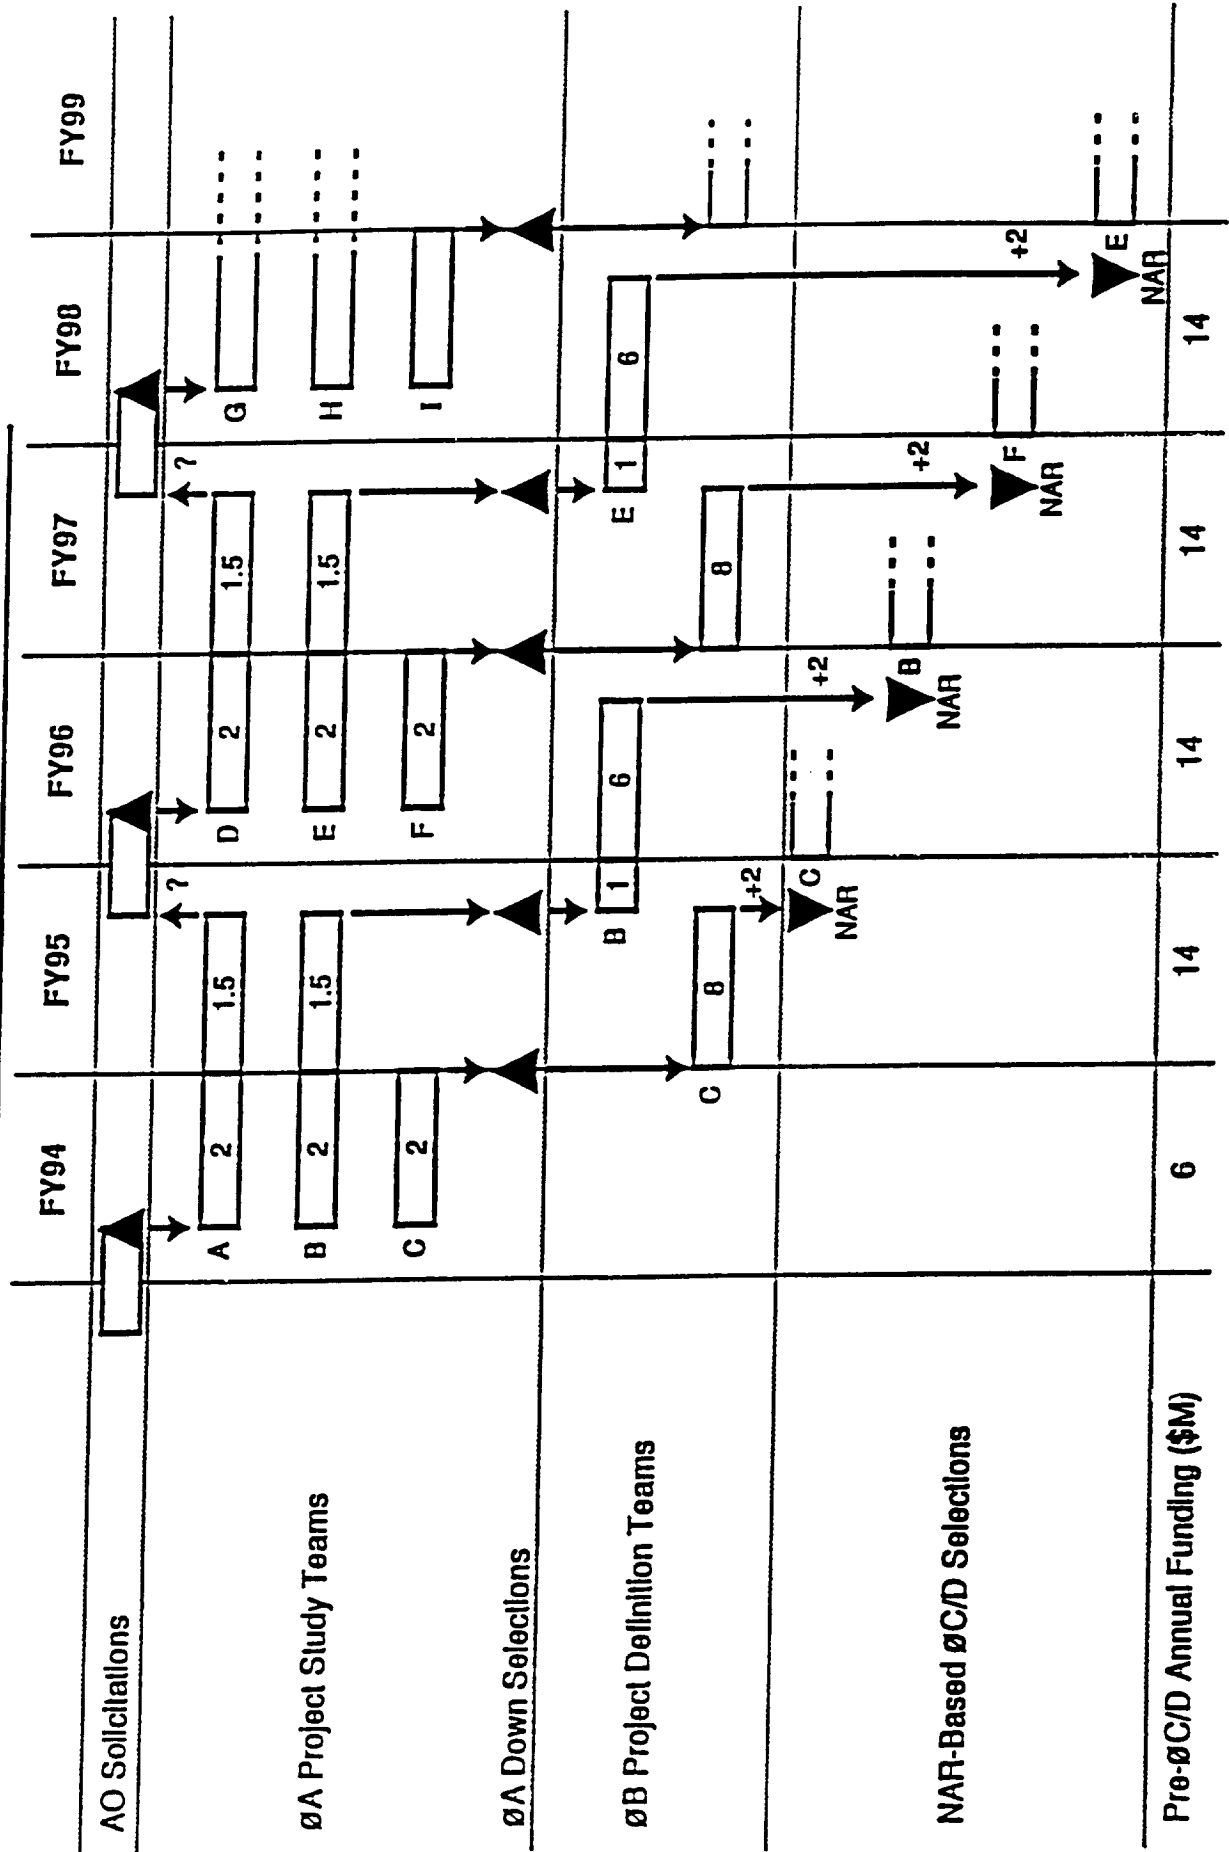 FY94 FY95 FY96 FY97 FY98 FY99
AO Solicitations
? ?
ØA Project Study Teams
A 2 1.5 D 2 1.5 G
B 2 1.5 E 2 1.5 H
C 2 F 2 I
ØA Down Selections
ØB Project Definition Teams
B 1 6 E 1 6
C 8 8
+2 +2 +2 +2
NAR-Based ØC/D Selections
C
NAR
B
NAR
F
NAR
E
NAR
Pre-ØC/D Annual Funding ($M) 6 14 14 14 14